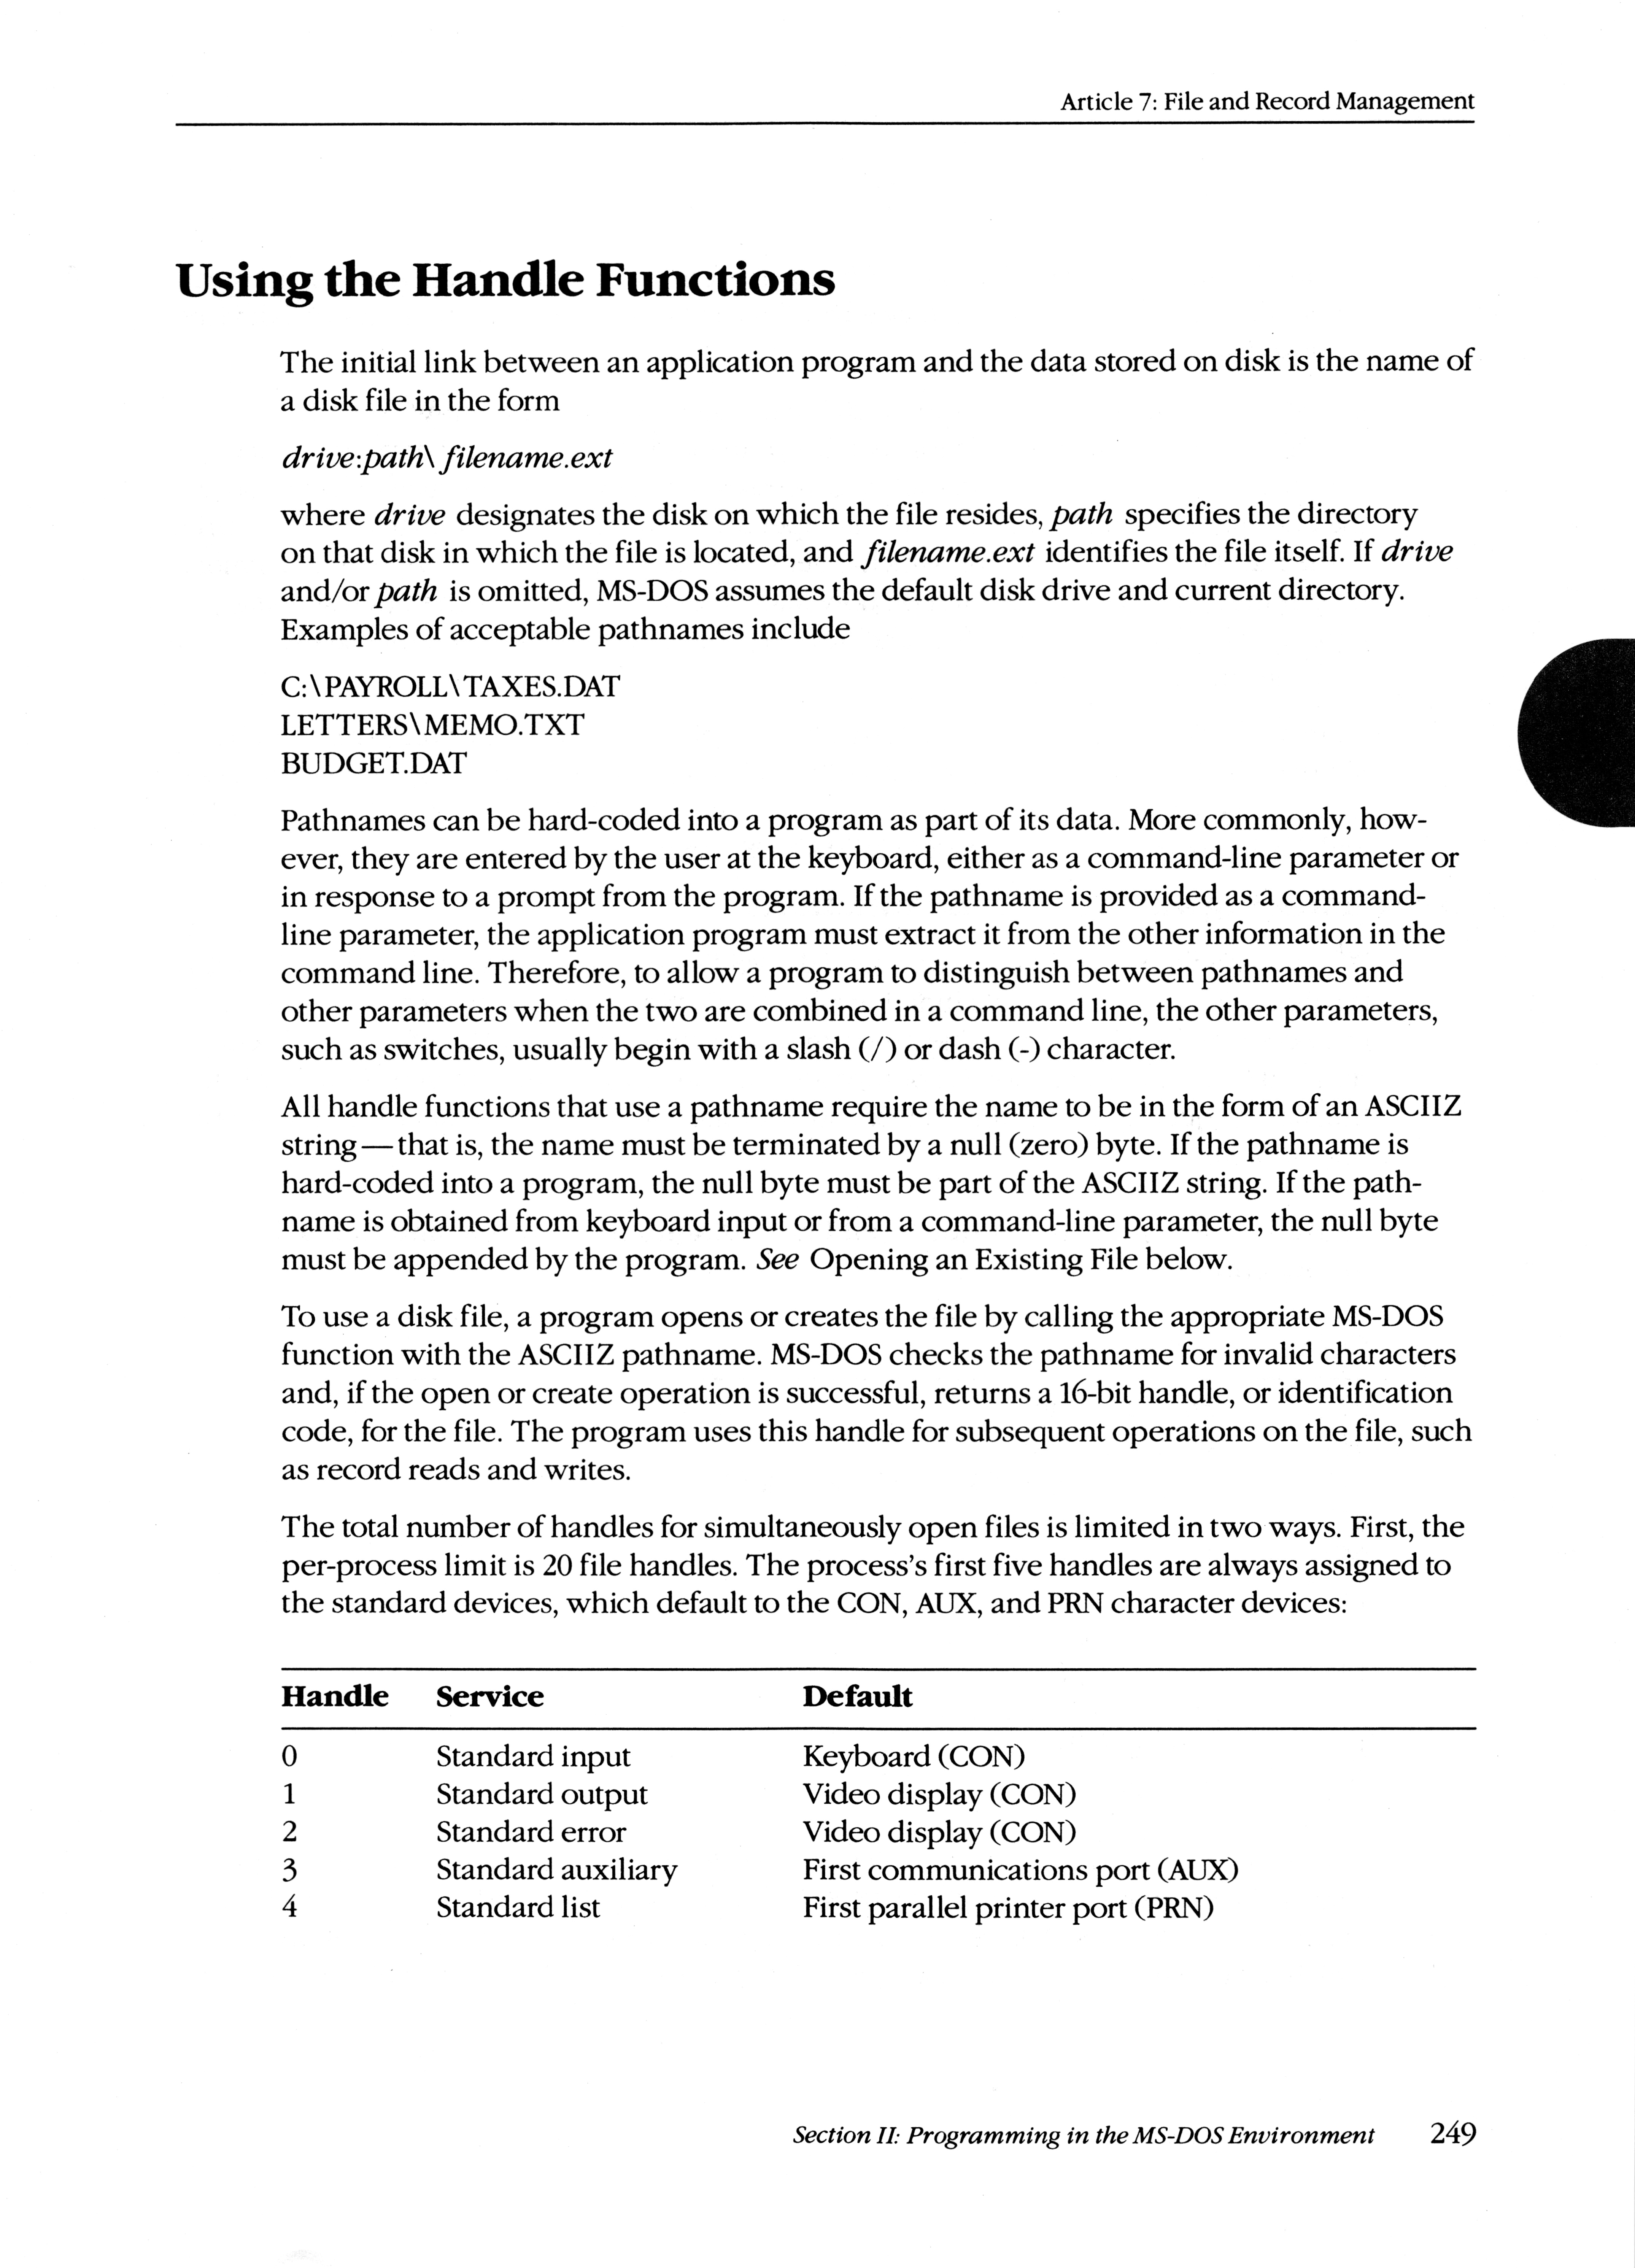 Article 7: File and Record Management
Using the Handle Functions
The initial link between an application program and the data stored on disk is the name of
a disk file in the form
drive:path\filename.ext
where drive designates the disk on which the file resides, path specifies the directory
on that disk in which the file is located, and filename.ext identifies the file itself. If drive
and/or path is omitted, MS-DOS assumes the default disk drive and current directory.
Examples of acceptable pathnames include
C:\PAYROLL\TAXES.DAT
LETTERS\MEMO.TXT
BUDGET.DAT
Pathnames can be hard-coded into a program as part of its data. More commonly, how-
ever, they are entered by the user at the keyboard, either as a command-line parameter or
in response to a prompt from the program. If the pathname is provided as a command-
line parameter, the application program must extract it from the other information in the
command line. Therefore, to allow a program to distinguish between pathnames and
other parameters when the two are combined in a command line, the other parameters,
such as switches, usually begin with a slash (/) or dash (-) character.
All handle functions that use a pathname require the name to be in the form of an ASCIIZ
string—that is, the name must be terminated by a null (zero) byte. If the pathname is
hard-coded into a program, the null byte must be part of the ASCIIZ string. If the path-
name is obtained from keyboard input or from a command-line parameter, the null byte
must be appended by the program. See Opening an Existing File below.
To use a disk file, a program opens or creates the file by calling the appropriate MS-DOS
function with the ASCIIZ pathname. MS-DOS checks the pathname for invalid characters
and, if the open or create operation is successful, returns a 16-bit handle, or identification
code, for the file. The program uses this handle for subsequent operations on the file, such
as record reads and writes.
The total number of handles for simultaneously open files is limited in two ways. First, the
per-process limit is 20 file handles. The process's first five handles are always assigned to
the standard devices, which default to the CON, AUX, and PRN character devices:
Handle Service Default
0 Standard input Keyboard (CON)
1 Standard output Video display (CON)
2 Standard error Video display (CON)
3 Standard auxiliary First communications port (AUX)
4 Standard list First parallel printer port (PRN)
Section II: Programming in the MS-DOS Environment 249